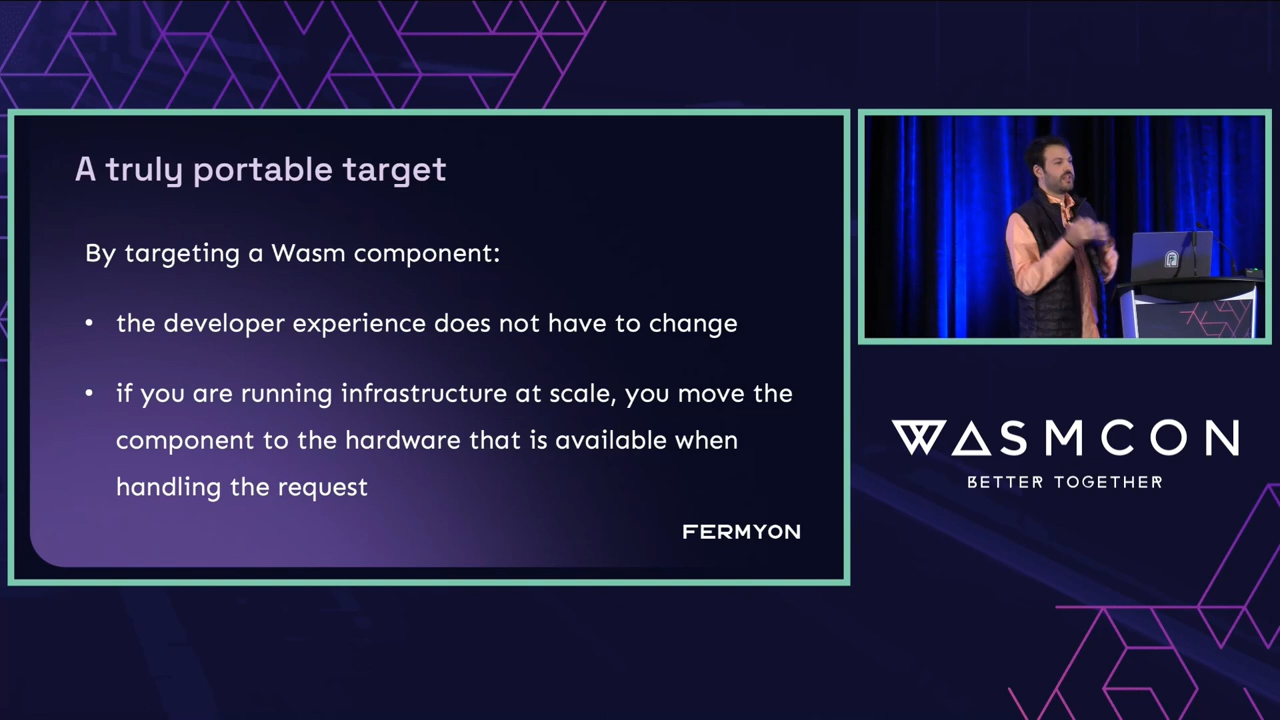 A truly portable target
By targeting a Wasm component:
• the developer experience does not have to change
• if you are running infrastructure at scale, you move the
component to the hardware that is available when
handling the request
FERMYON
WASMCON
BETTER TOGETHER